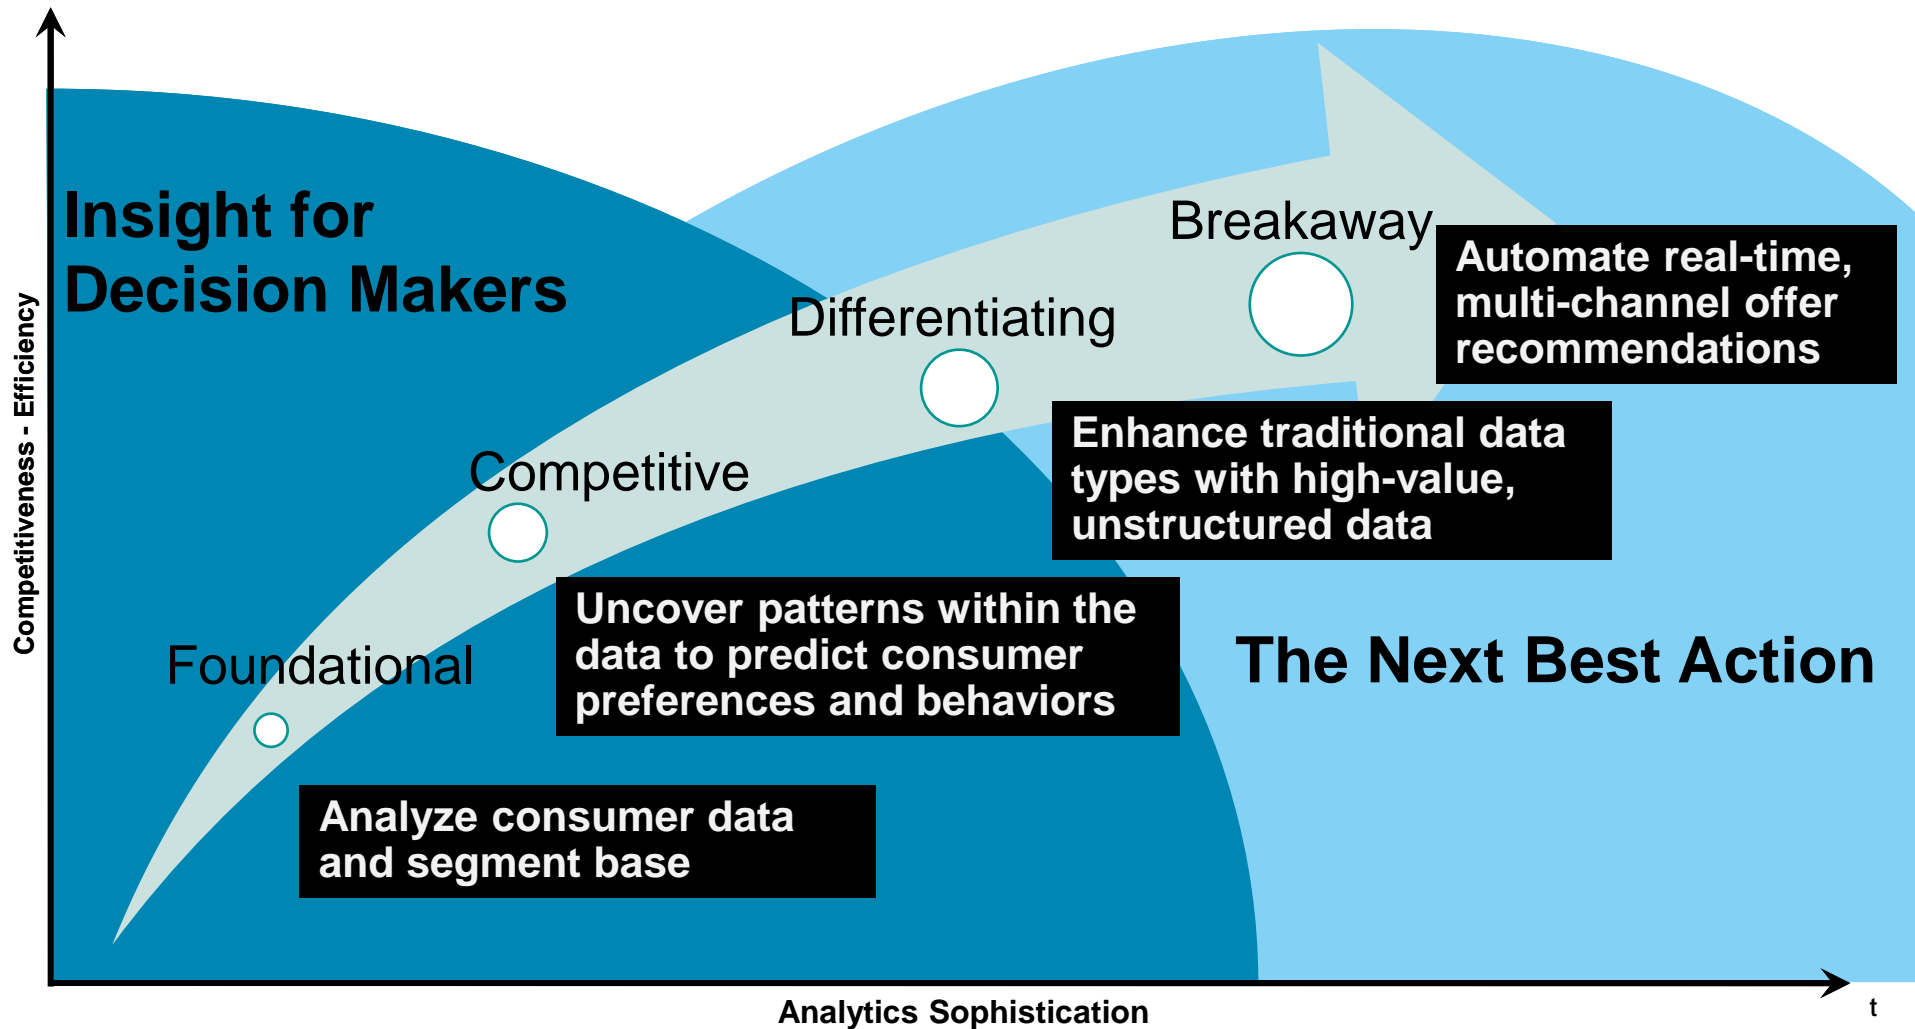 Insight for
Decision Makers
Breakaway
Automate real-time,
multi-channel offer
recommendations
Differentiating
Enhance traditional data
types with high-value,
unstructured data
Competitive
Uncover patterns within the
data to predict consumer
preferences and behaviors
The Next Best Action
Foundational
Analyze consumer data
and segment base
Competitiveness - Efficiency
Analytics Sophistication
t